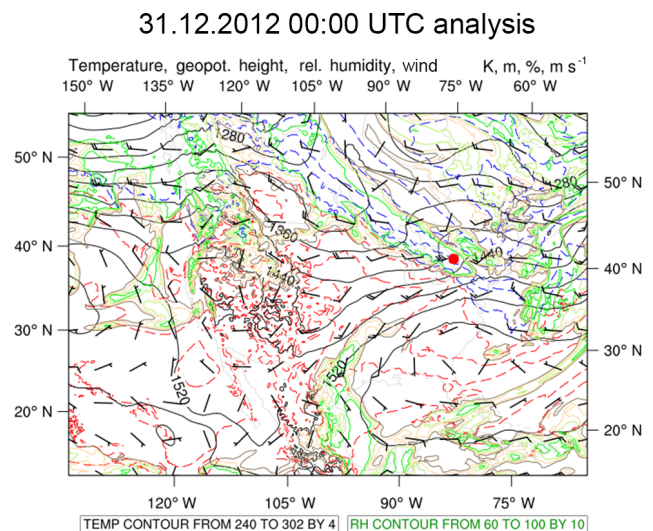 31.12.2012 00:00 UTC analysis
Temperature, geopot. height, rel. humidity, wind K, m, %, m s⁻¹
150° W 135° W 120° W 105° W 90° W 75° W 60° W
1280
50° N 280 50° N
1360
40° N 1440 40° N
1440
30° N 30° N
1520 1520
20° N 20° N
120° W 105° W 90° W 75° W
TEMP CONTOUR FROM 240 TO 302 BY 4 RH CONTOUR FROM 60 TO 100 BY 10